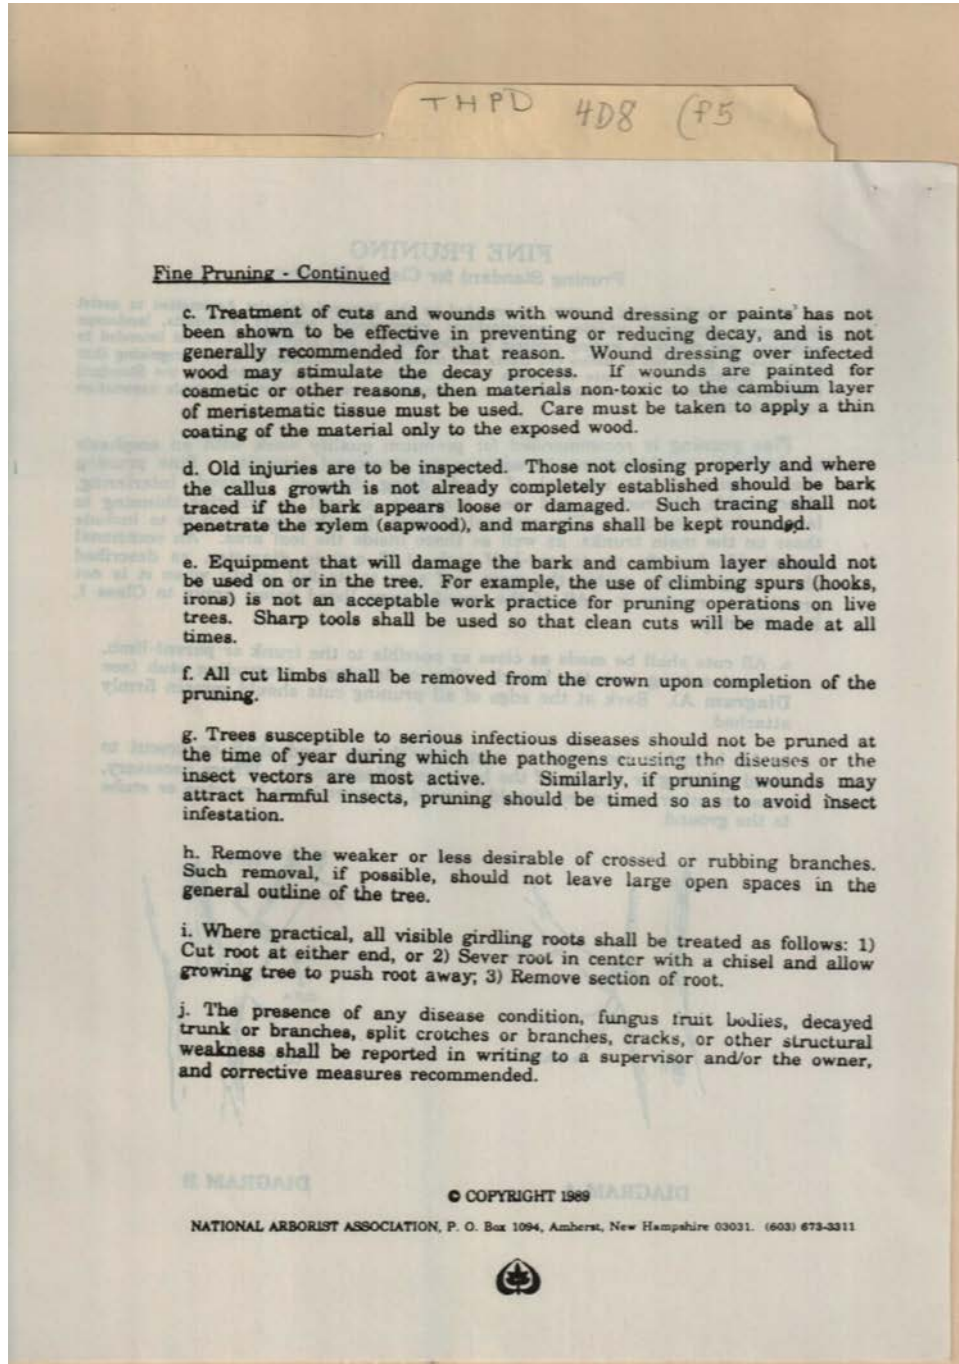 THPD 4D8 (f5
Fine Pruning - Continued
c. Treatment of cuts and wounds with wound dressing or paints has not
been shown to be effective in preventing or reducing decay, and is not
generally recommended for that reason. Wound dressing over infected
wood may stimulate the decay process. If wounds are painted for
cosmetic or other reasons, then materials non-toxic to the cambium layer
of meristematic tissue must be used. Care must be taken to apply a thin
coating of the material only to the exposed wood.
d. Old injuries are to be inspected. Those not closing properly and where
the callus growth is not already completely established should be bark
traced if the bark appears loose or damaged. Such tracing shall not
penetrate the xylem (sapwood), and margins shall be kept rounded.
e. Equipment that will damage the bark and cambium layer should not
be used on or in the tree. For example, the use of climbing spurs (hooks,
irons) is not an acceptable work practice for pruning operations on live
trees. Sharp tools shall be used so that clean cuts will be made at all
times.
f. All cut limbs shall be removed from the crown upon completion of the
pruning.
g. Trees susceptible to serious infectious diseases should not be pruned at
the time of year during which the pathogens causing the diseases or the
insect vectors are most active. Similarly, if pruning wounds may
attract harmful insects, pruning should be timed so as to avoid insect
infestation.
h. Remove the weaker or less desirable of crossed or rubbing branches.
Such removal, if possible, should not leave large open spaces in the
general outline of the tree.
i. Where practical, all visible girdling roots shall be treated as follows: 1)
Cut root at either end, or 2) Sever root in center with a chisel and allow
growing tree to push root away; 3) Remove section of root.
j. The presence of any disease condition, fungus fruit bodies, decayed
trunk or branches, split crotches or branches, cracks, or other structural
weakness shall be reported in writing to a supervisor and/or the owner,
and corrective measures recommended.
© COPYRIGHT 1989
NATIONAL ARBORIST ASSOCIATION, P. O. Box 1094, Amherst, New Hampshire 03031. (603) 673-3311